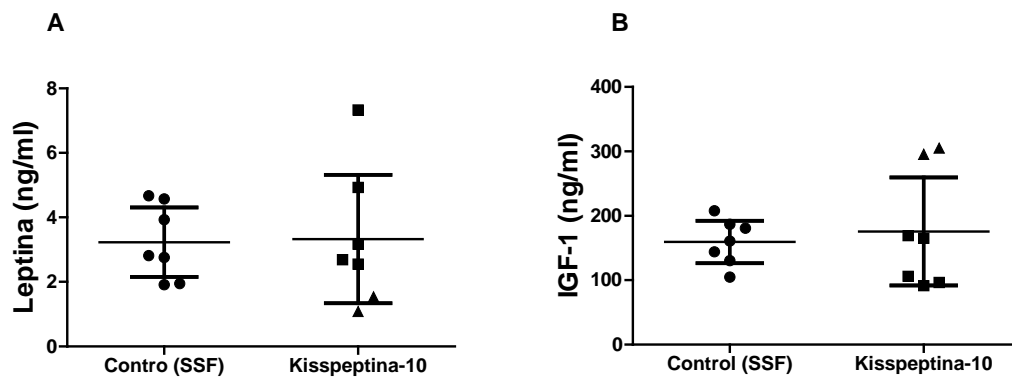 A
Leptina (ng/ml)
8
6
4
2
0
Contro (SSF)
Kisspeptina-10
B
IGF-1 (ng/ml)
400
300
200
100
0
Control (SSF)
Kisspeptina-10